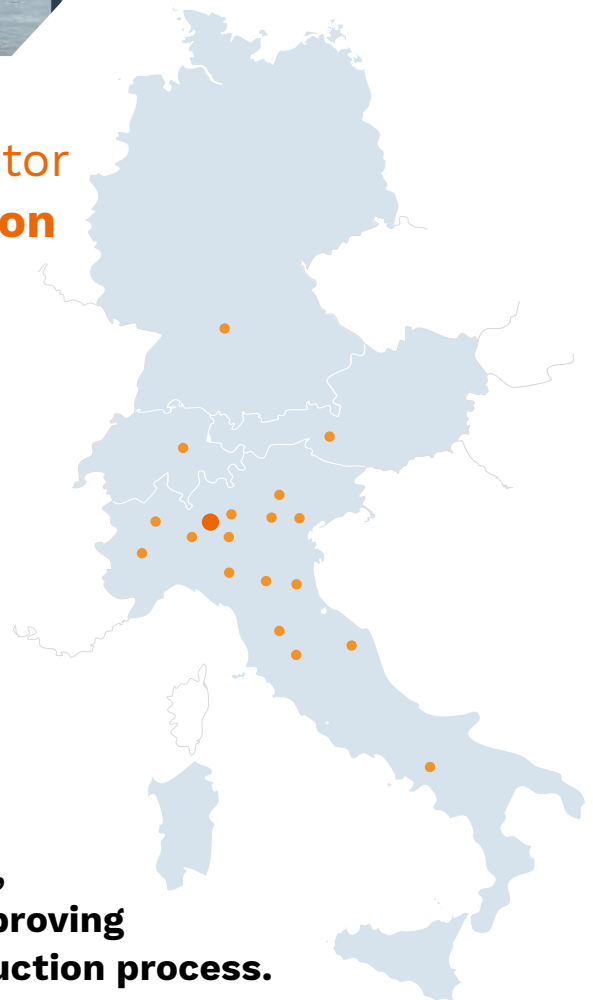 tor
on
,
proving
uction process.